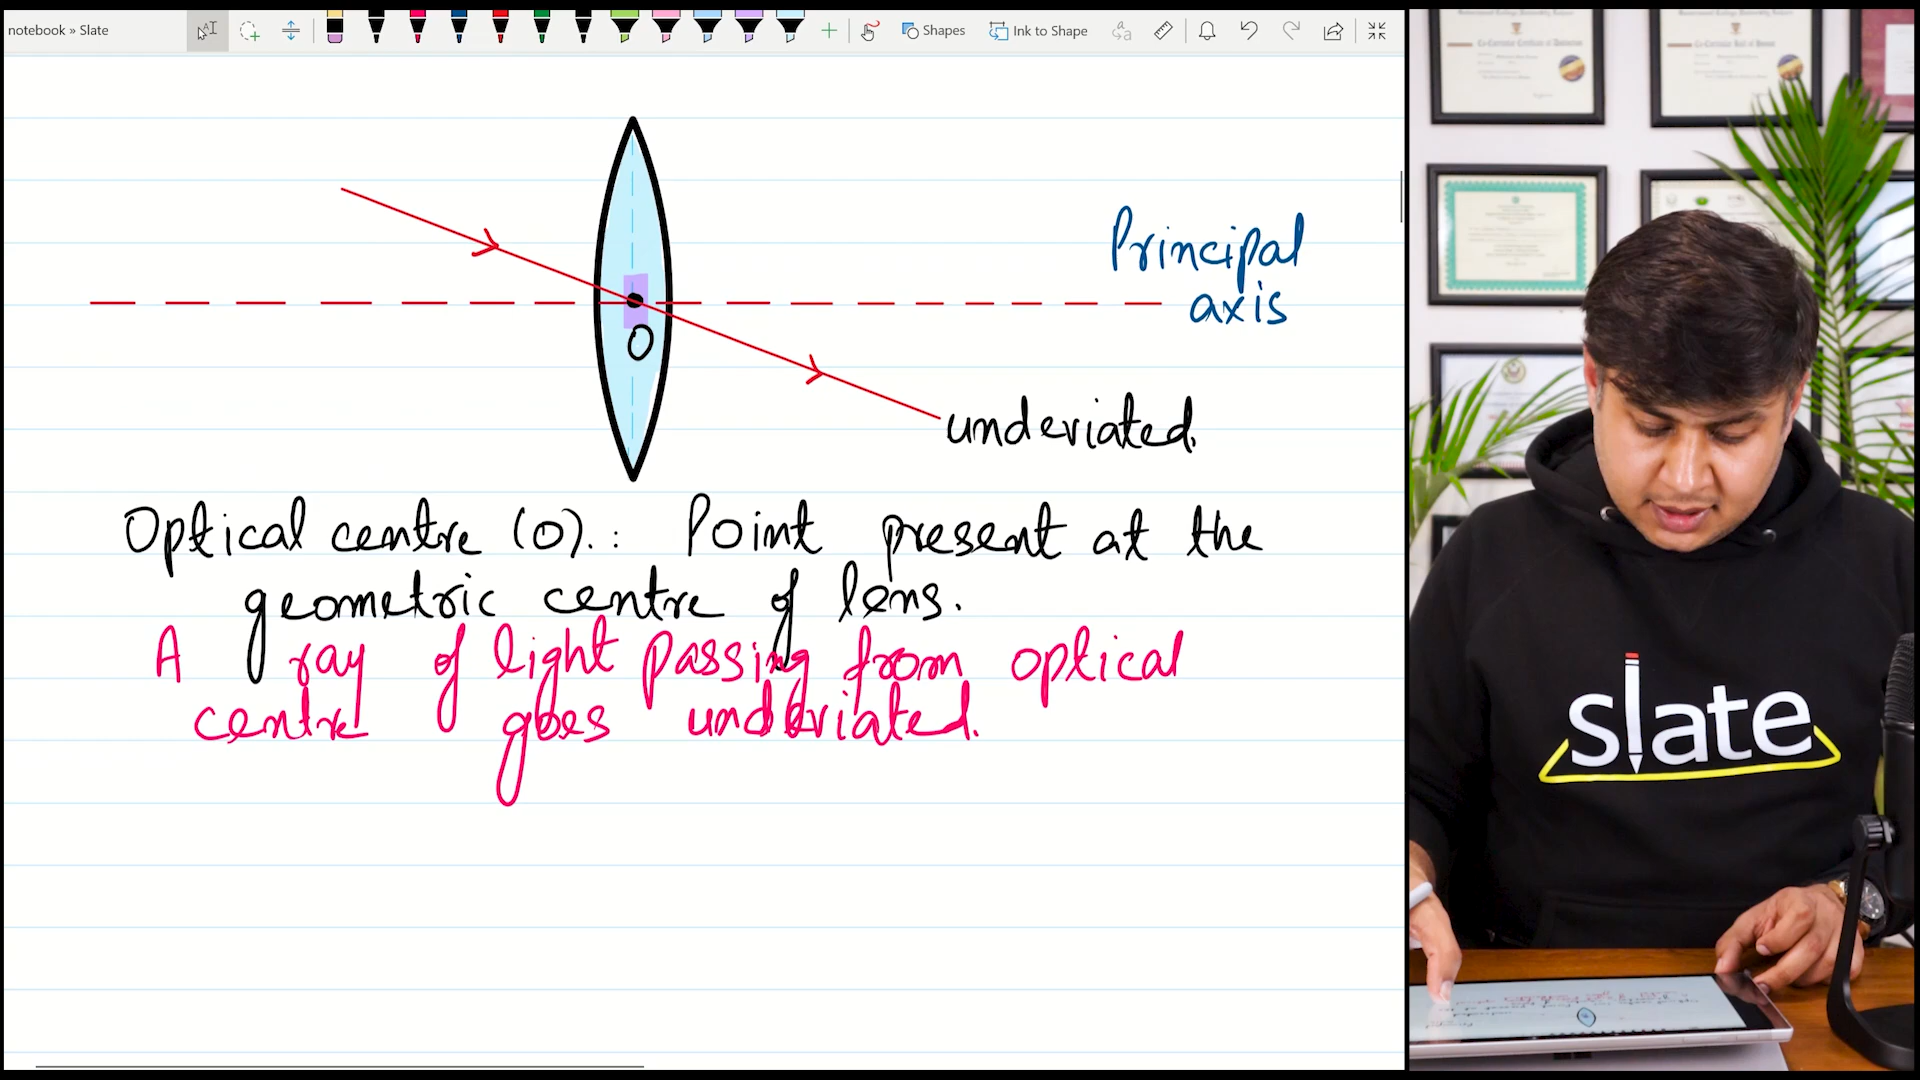 notebook » Slate
Shapes
Ink to Shape
Principal
axis
O
undeviated.
Optical centre (O).: Point present at the
geometric centre of lens.
A ray of light passing from optical
centre goes undeviated.
slate